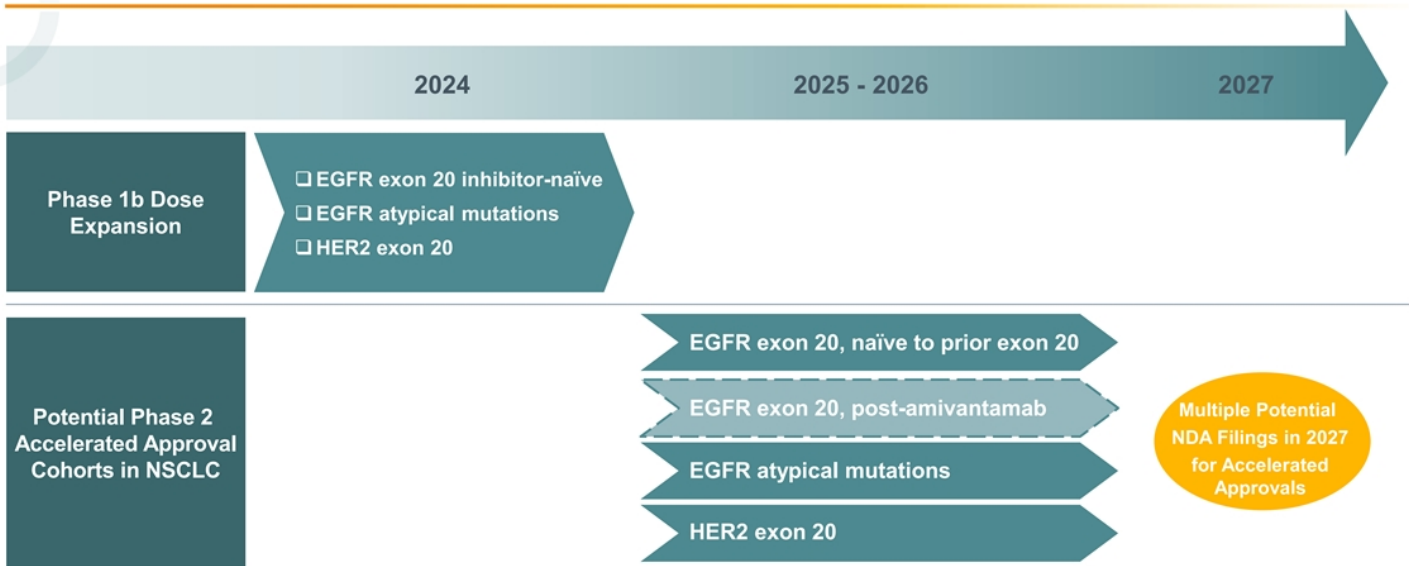 2024
2025 - 2026
2027
Phase 1b Dose
Expansion
❑ EGFR exon 20 inhibitor-naïve
❑ EGFR atypical mutations
❑ HER2 exon 20
Potential Phase 2
Accelerated Approval
Cohorts in NSCLC
EGFR exon 20, naïve to prior exon 20
EGFR exon 20, post-amivantamab
EGFR atypical mutations
HER2 exon 20
Multiple Potential
NDA Filings in 2027
for Accelerated
Approvals